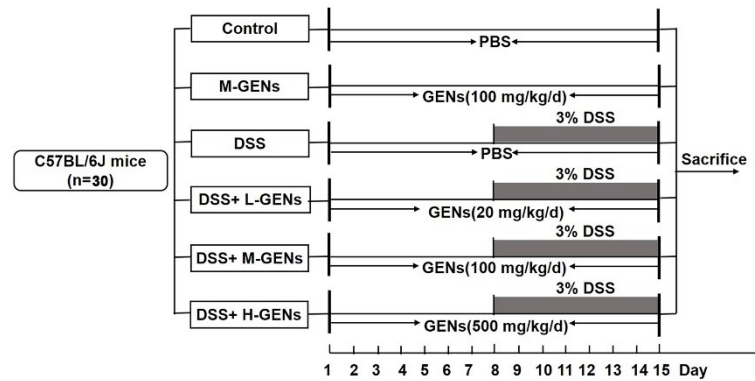 Control
PBS
M-GENs
GENs(100 mg/kg/d)
3% DSS
DSS
PBS
C57BL/6J mice
(n=30)
Sacrifice
3% DSS
DSS+ L-GENs
GENs(20 mg/kg/d)
3% DSS
DSS+ M-GENs
GENs(100 mg/kg/d)
3% DSS
DSS+ H-GENs
GENs(500 mg/kg/d)
1 2 3 4 5 6 7 8 9 10 11 12 13 14 15 Day